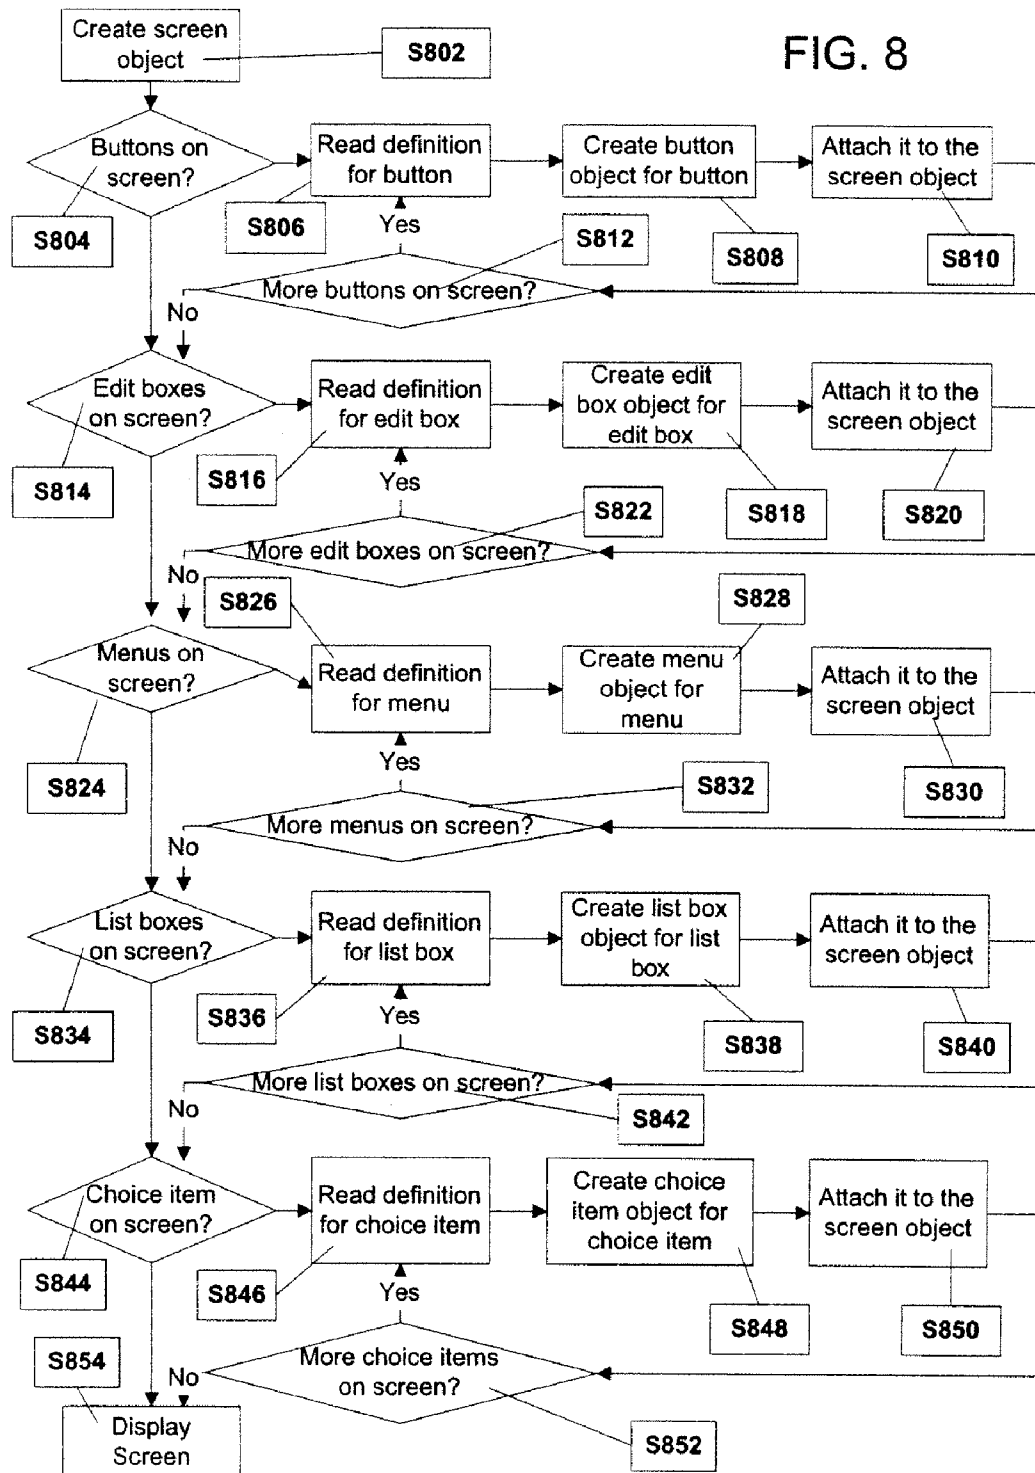 FIG. 8
Create screen
object
S802
Buttons on
screen?
S804
Read definition
for button
S806
Create button
object for button
S808
Attach it to the
screen object
S810
Yes
S812
More buttons on screen?
No
Edit boxes
on screen?
S814
Read definition
for edit box
S816
Create edit
box object for
edit box
S818
Attach it to the
screen object
S820
Yes
S822
More edit boxes on screen?
No
Menus on
screen?
S824
S826
Read definition
for menu
S828
Create menu
object for
menu
Attach it to the
screen object
S830
Yes
S832
More menus on screen?
No
List boxes
on screen?
S834
Read definition
for list box
S836
Create list box
object for list
box
S838
Attach it to the
screen object
S840
Yes
More list boxes on screen?
S842
No
Choice item
on screen?
S844
Read definition
for choice item
S846
Create choice
item object for
choice item
S848
Attach it to the
screen object
S850
Yes
More choice items
on screen?
S852
No
S854
Display
Screen